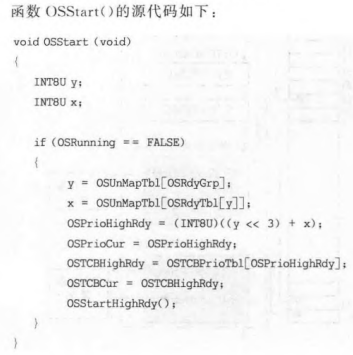 函数 OSStart()的源代码如下:
void OSStart (void)
{
INT8U y;
INT8U x;
if (OSRunning == FALSE)
{
y = OSUnMapTbl[OSRdyGrp];
x = OSUnMapTbl[OSRdyTbl[y]];
OSPrioHighRdy = (INT8U)((y << 3) + x);
OSPrioCur = OSPrioHighRdy;
OSTCBHighRdy = OSTCBPrioTbl[OSPrioHighRdy];
OSTCBCur = OSTCBHighRdy;
OSStartHighRdy();
}
}